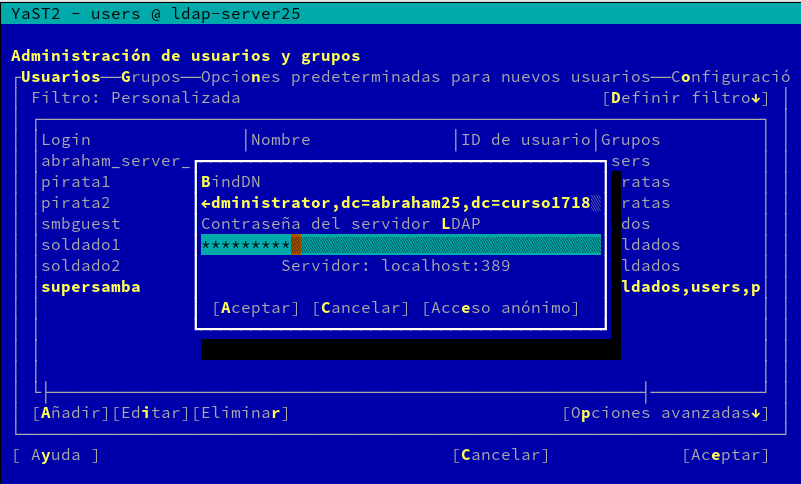 YaST2 - users @ ldap-server25
Administración de usuarios y grupos
Usuarios──Grupos──Opciones predeterminadas para nuevos usuarios──Configuració
Filtro: Personalizada [Definir filtro↓]
Login │Nombre │ID de usuario│Grupos
abraham_server_ sers
pirata1 ratas
pirata2 ratas
smbguest dos
soldado1 ldados
soldado2 ldados
supersamba ldados,users,p
BindDN
←dministrator,dc=abraham25,dc=curso1718
Contraseña del servidor LDAP
*********
Servidor: localhost:389
[Aceptar] [Cancelar] [Acceso anónimo]
[Añadir][Editar][Eliminar] [Opciones avanzadas↓]
[ Ayuda ] [Cancelar] [Aceptar]